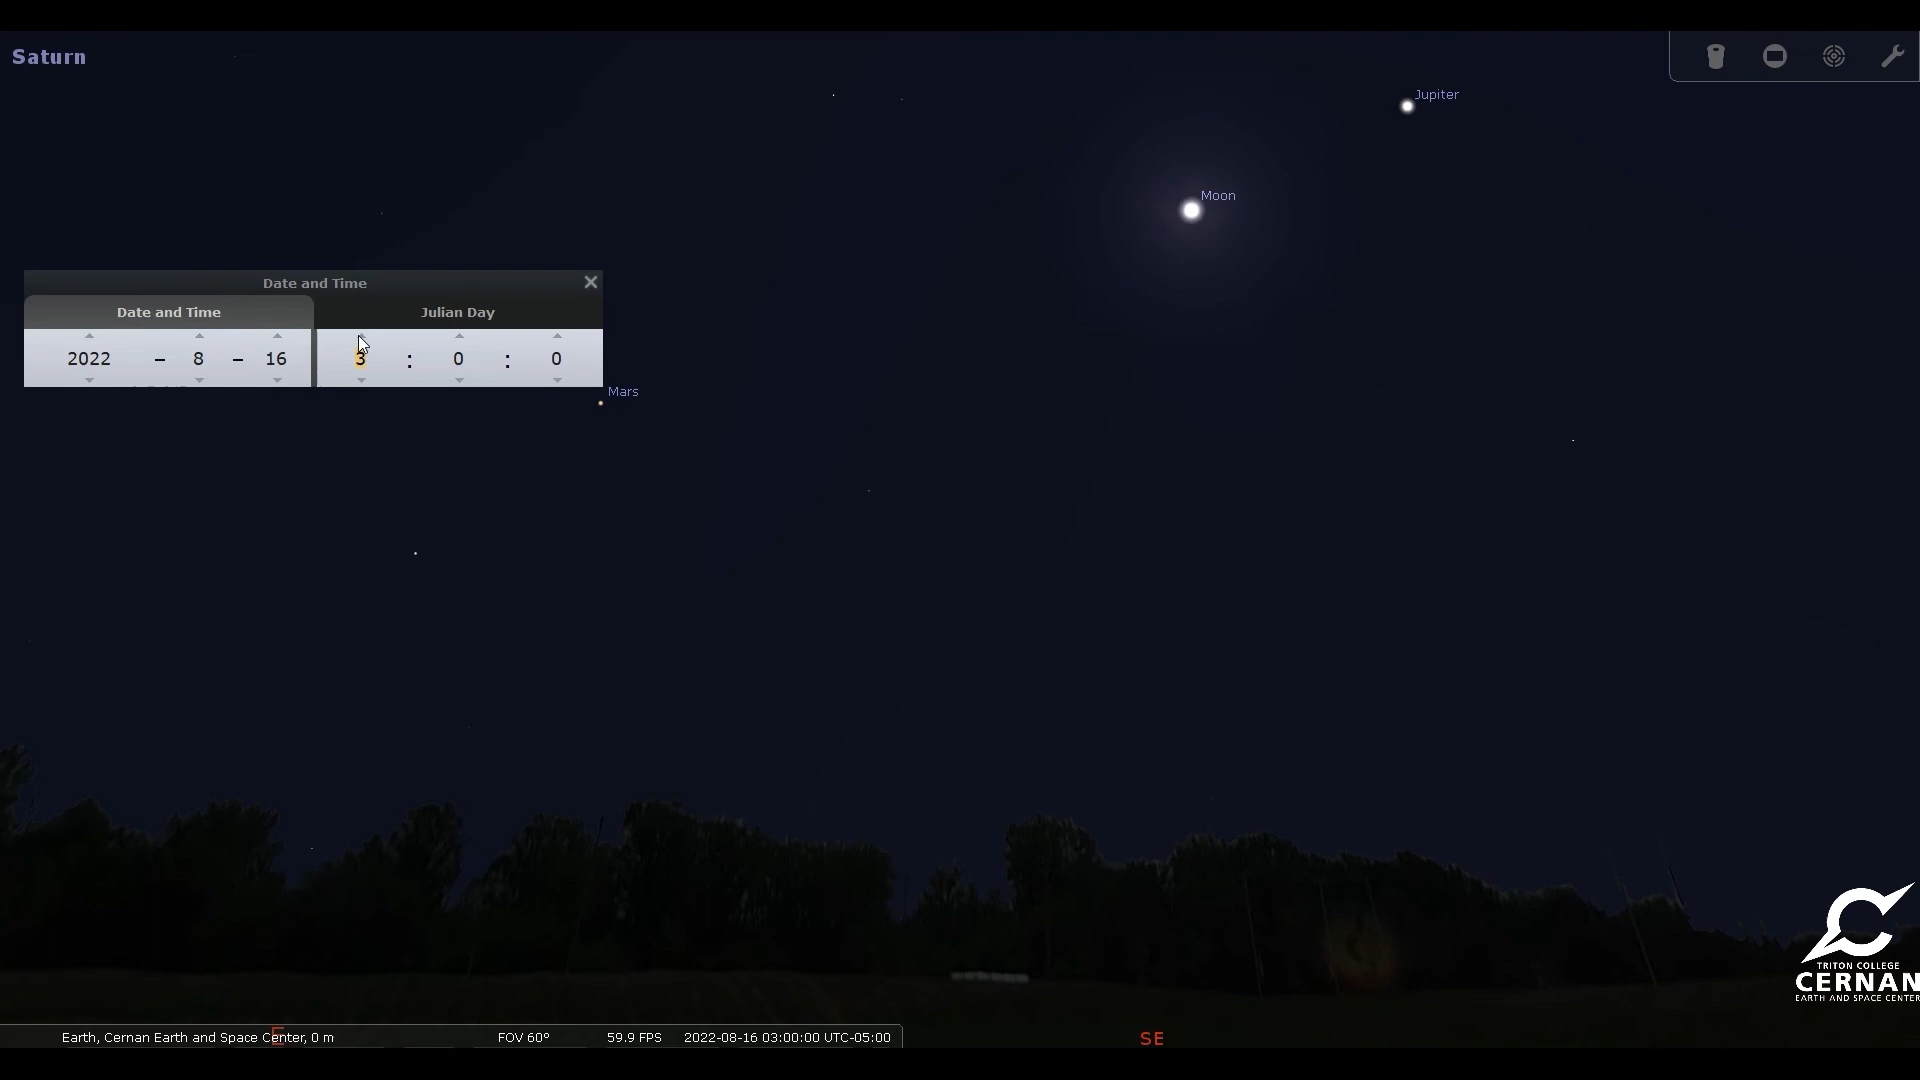 Saturn
Jupiter
Moon
Date and Time
Date and Time Julian Day
2022 - 8 - 16 3 : 0 : 0
Mars
TRITON COLLEGE
CERNAN
EARTH AND SPACE CENTER
E SE
Earth, Cernan Earth and Space Center, 0 m FOV 60° 59.9 FPS 2022-08-16 03:00:00 UTC-05:00